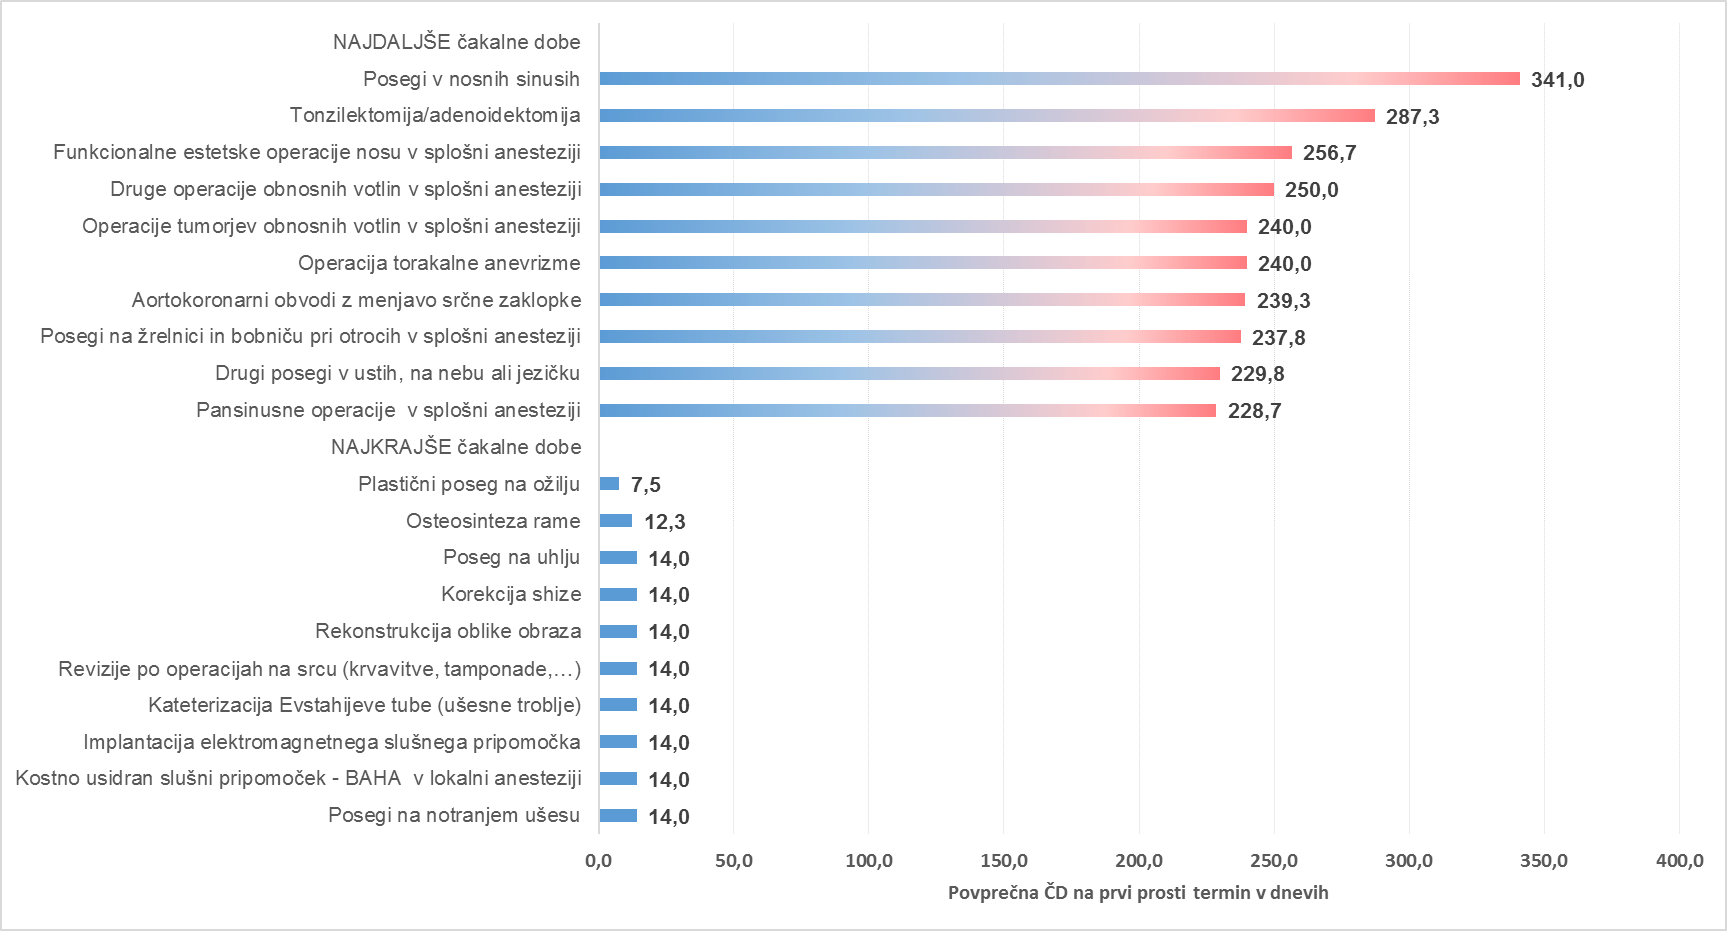 NAJDALJŠE čakalne dobe
Posegi v nosnih sinusih 341,0
Tonzilektomija/adenoidektomija 287,3
Funkcionalne estetske operacije nosu v splošni anesteziji 256,7
Druge operacije obnosnih votlin v splošni anesteziji 250,0
Operacije tumorjev obnosnih votlin v splošni anesteziji 240,0
Operacija torakalne anevrizme 240,0
Aortokoronarni obvodi z menjavo srčne zaklopke 239,3
Posegi na žrelnici in bobniču pri otrocih v splošni anesteziji 237,8
Drugi posegi v ustih, na nebu ali jezičku 229,8
Pansinusne operacije  v splošni anesteziji 228,7
NAJKRAJŠE čakalne dobe
Plastični poseg na ožilju 7,5
Osteosinteza rame 12,3
Poseg na uhlju 14,0
Korekcija shize 14,0
Rekonstrukcija oblike obraza 14,0
Revizije po operacijah na srcu (krvavitve, tamponade,…) 14,0
Kateterizacija Evstahijeve tube (ušesne troblje) 14,0
Implantacija elektromagnetnega slušnega pripomočka 14,0
Kostno usidran slušni pripomoček - BAHA  v lokalni anesteziji 14,0
Posegi na notranjem ušesu 14,0
0,0 50,0 100,0 150,0 200,0 250,0 300,0 350,0 400,0
Povprečna ČD na prvi prosti termin v dnevih